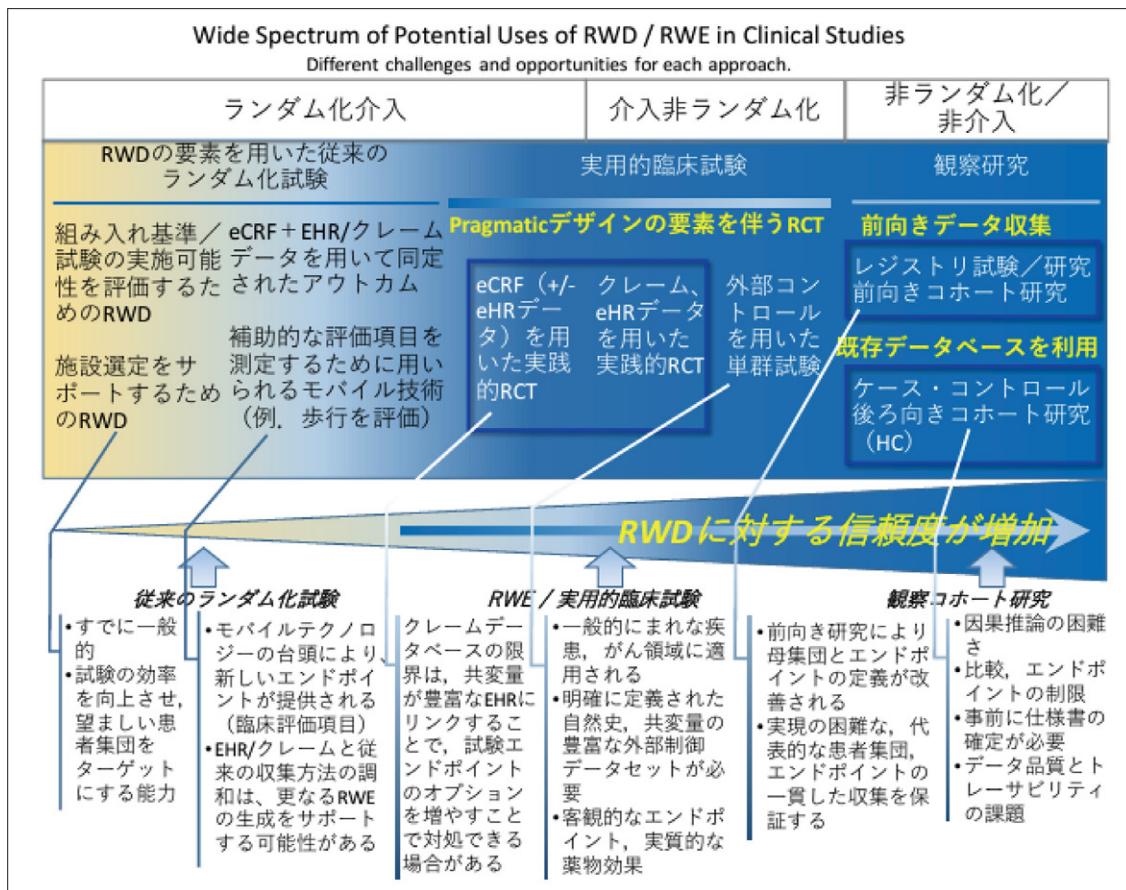 Wide Spectrum of Potential Uses of RWD / RWE in Clinical Studies
Different challenges and opportunities for each approach.
ランダム化介入
介入非ランダム化
非ランダム化／
非介入
RWDの要素を用いた従来の
ランダム化試験
実用的臨床試験
観察研究
組み入れ基準／
試験の実施可能
性を評価するた
めのRWD
施設選定をサ
ポートするため
のRWD
eCRF＋EHR/クレーム
データを用いて同定
されたアウトカム
補助的な評価項目を
測定するために用い
られるモバイル技術
（例，歩行を評価）
Pragmaticデザインの要素を伴うRCT
eCRF（+/-
eHRデー
タ）を用
いた実践
的RCT
クレーム、
eHRデータ
を用いた
実践的RCT
外部コン
トロール
を用いた
単群試験
前向きデータ収集
レジストリ試験／研究
前向きコホート研究
既存データベースを利用
ケース・コントロール
後ろ向きコホート研究
（HC）
RWDに対する信頼度が増加
従来のランダム化試験
•すでに一般
的
•試験の効率
を向上させ，
望ましい患
者集団を
ターゲット
にする能力
•モバイルテクノロ
ジーの台頭により、
新しいエンドポイ
ントが提供される
（臨床評価項目）
•EHR/クレームと従
来の収集方法の調
和は、更なるRWE
の生成をサポート
する可能性がある
RWE / 実用的臨床試験
クレームデー
タベースの限
界は，共変量
が豊富なEHRに
リンクするこ
とで，試験エ
ンドポイント
のオプション
を増やすこと
で対処できる
場合がある
•一般的にまれな疾
患，がん領域に適
用される
•明確に定義された
自然史，共変量の
豊富な外部制御
データセットが必
要
•客観的なエンドポ
イント，実質的な
薬物効果
観察コホート研究
•前向き研究により
母集団とエンドポ
イントの定義が改
善される
•実現の困難な，代
表的な患者集団，
エンドポイントの
一貫した収集を保
証する
•因果推論の困難
さ
•比較，エンドポ
イントの制限
•事前に仕様書の
確定が必要
•データ品質とト
レーサビリティ
の課題